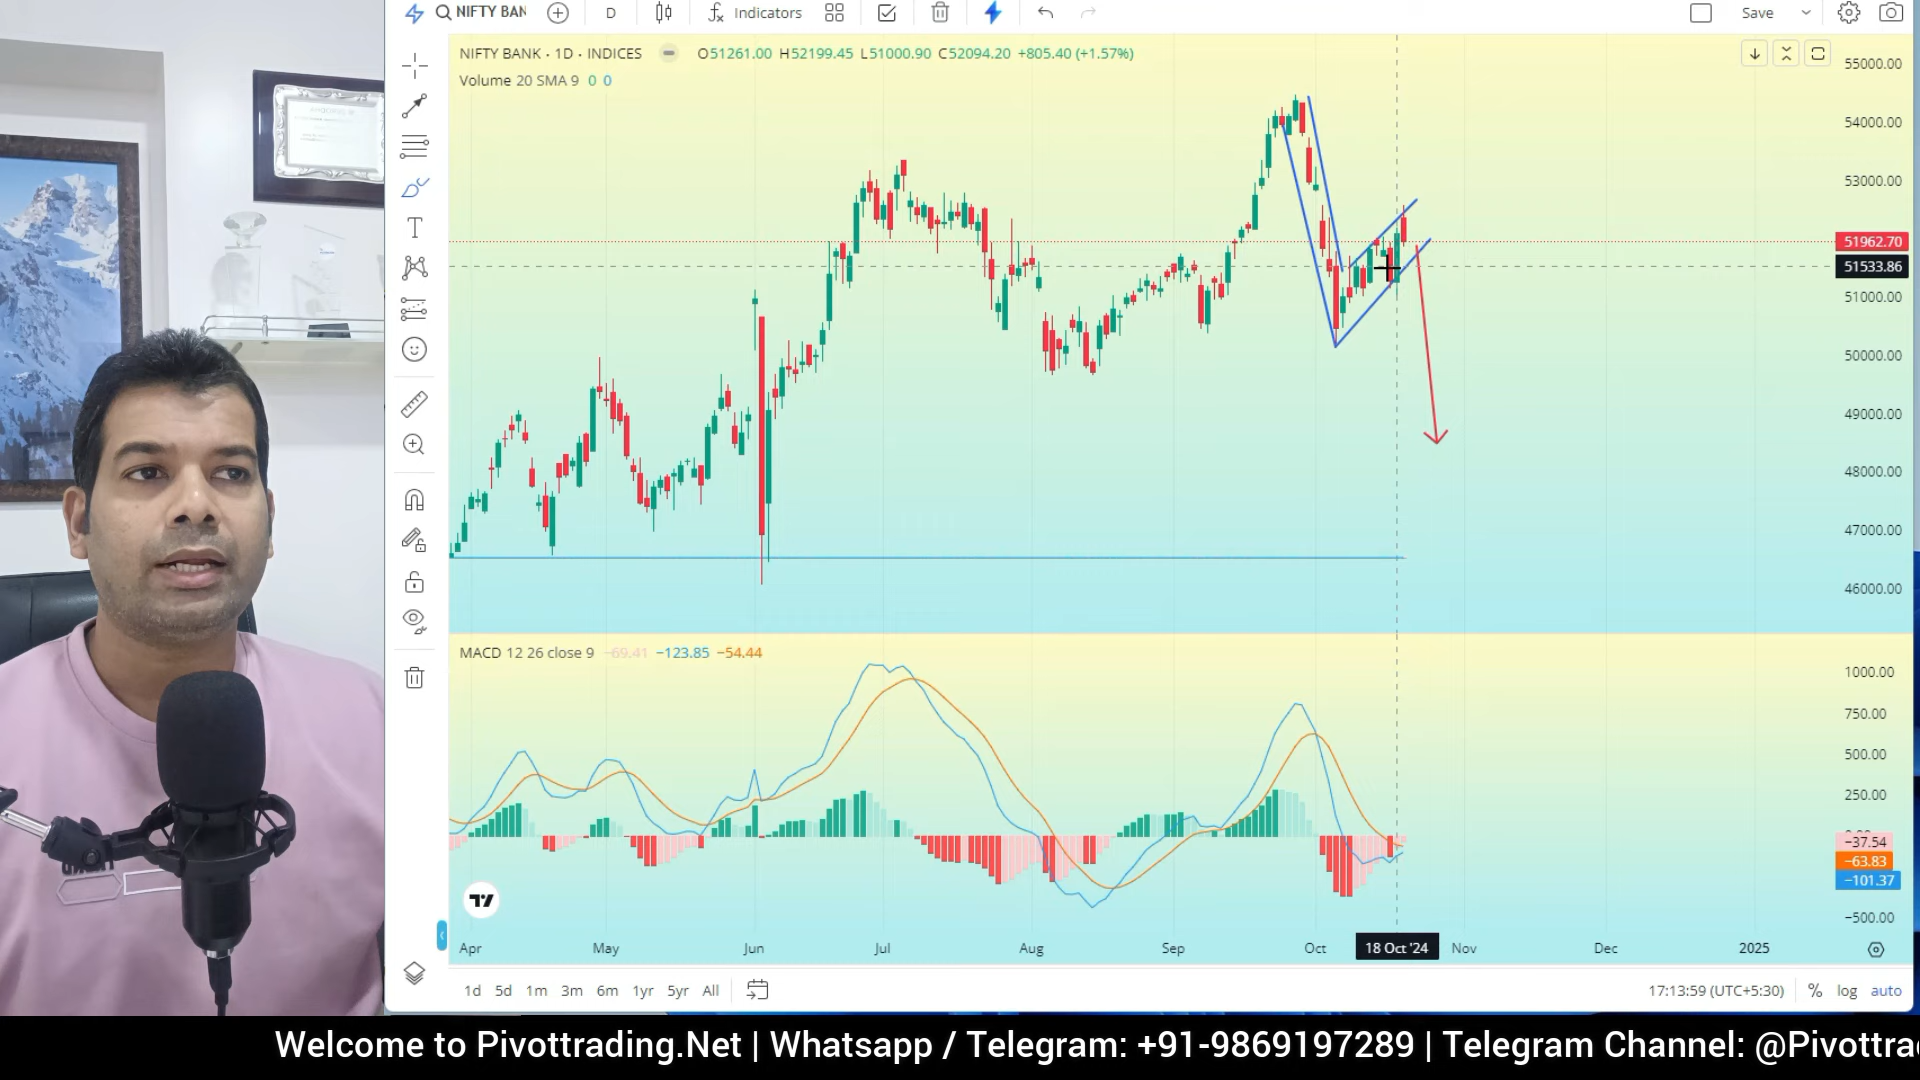 NIFTY BAN
D
Indicators
Save
NIFTY BANK · 1D · INDICES
O51261.00 H52199.45 L51000.90 C52094.20 +805.40 (+1.57%)
Volume 20 SMA 9 0 0
55000.00
54000.00
53000.00
51962.70
51533.86
51000.00
50000.00
49000.00
48000.00
47000.00
46000.00
MACD 12 26 close 9 −69.41 −123.85 −54.44
1000.00
750.00
500.00
250.00
−37.54
−63.83
−101.37
−500.00
Apr
May
Jun
Jul
Aug
Sep
Oct
18 Oct '24
Nov
Dec
2025
1d 5d 1m 3m 6m 1yr 5yr All
17:13:59 (UTC+5:30)
%
log
auto
Welcome to Pivottrading.Net | Whatsapp / Telegram: +91-9869197289 | Telegram Channel: @Pivottra